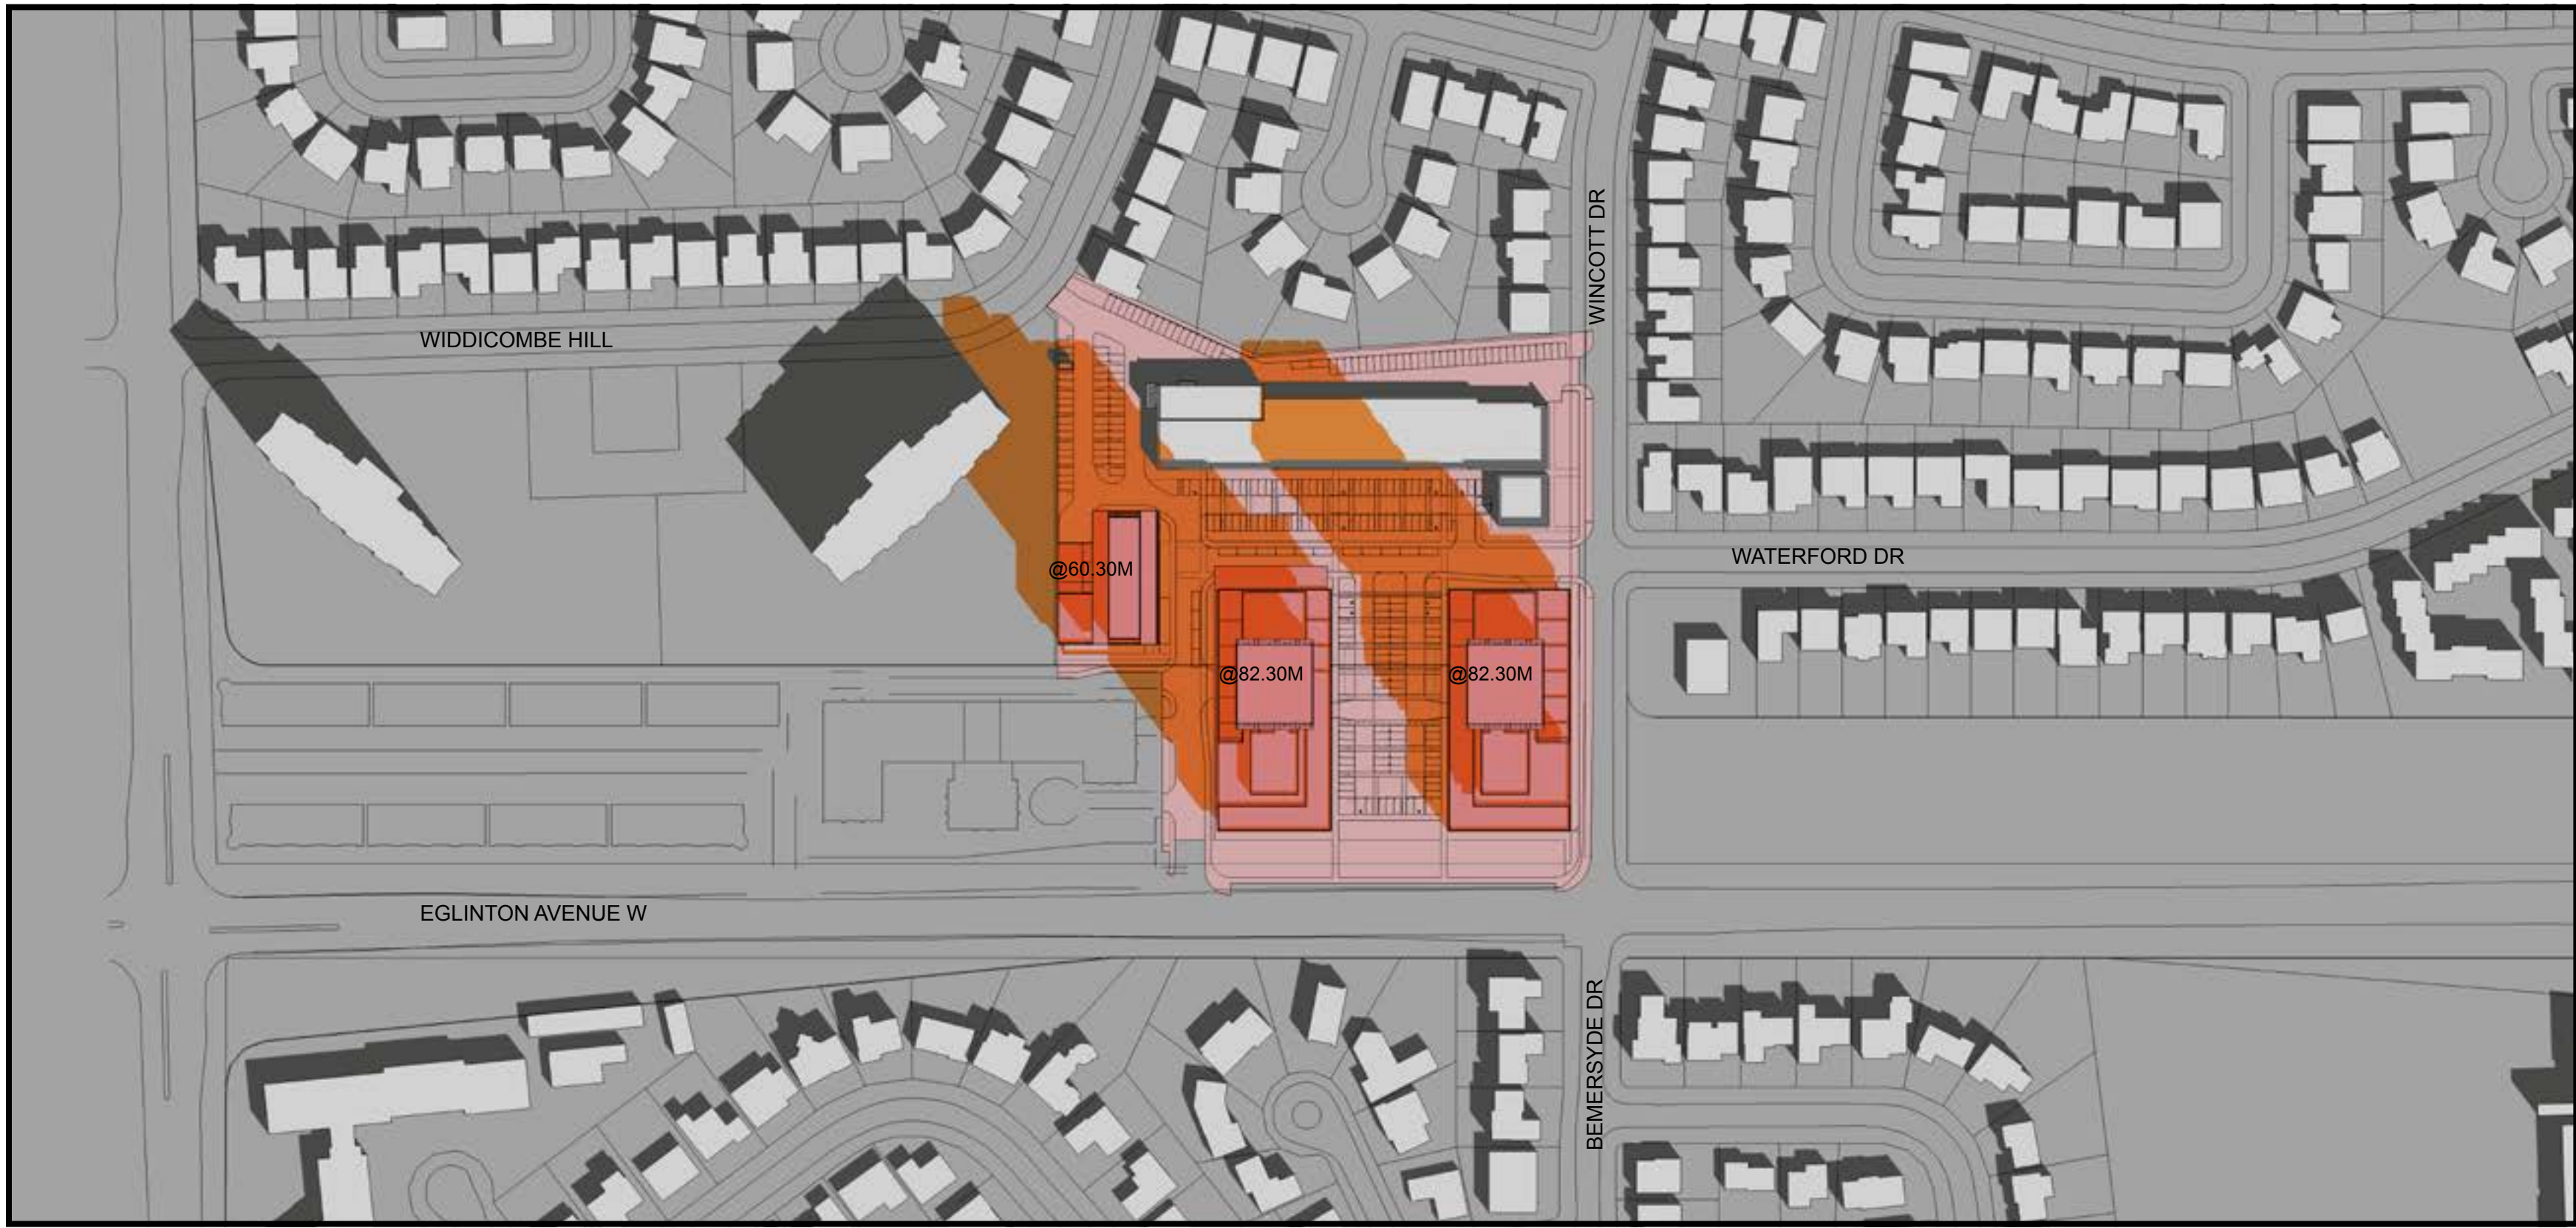 WINCOTT DR
WIDDICOMBE HILL
WATERFORD DR
@60.30M
@82.30M
@82.30M
EGLINTON AVENUE W
BEMERSYDE DR